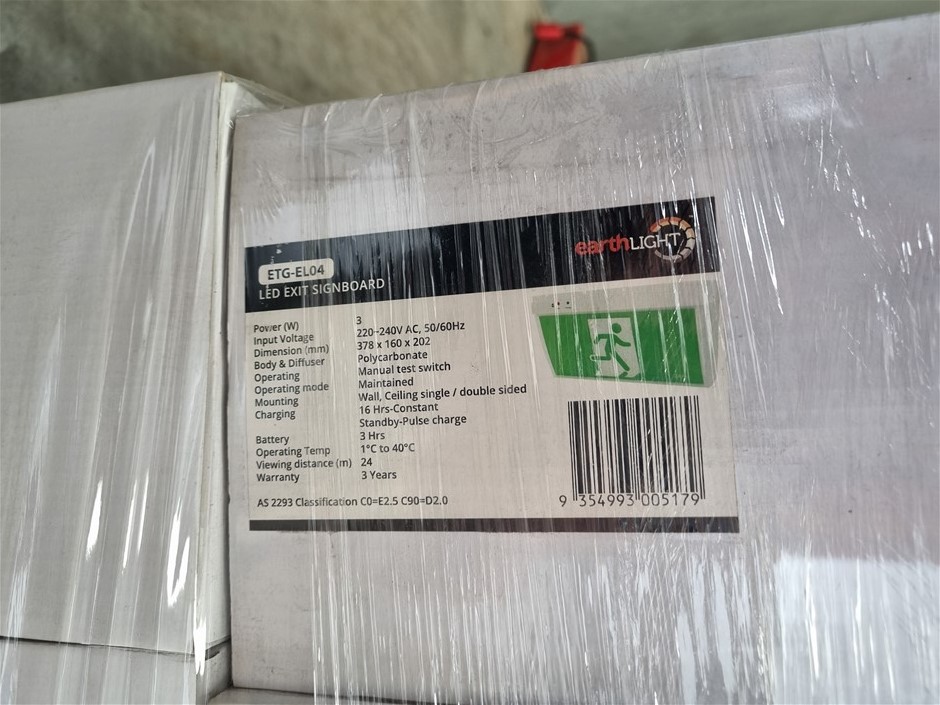 earthLIGHT
ETG-EL04
LED EXIT SIGNBOARD
Power (W) 3
Input Voltage 220~240V AC, 50/60Hz
Dimension (mm) 378 x 160 x 202
Body & Diffuser Polycarbonate
Operating Manual test switch
Operating mode Maintained
Mounting Wall, Ceiling single / double sided
Charging 16 Hrs-Constant
Standby-Pulse charge
Battery 3 Hrs
Operating Temp 1°C to 40°C
Viewing distance (m) 24
Warranty 3 Years
AS 2293 Classification C0=E2.5 C90=D2.0
9 354993 005179